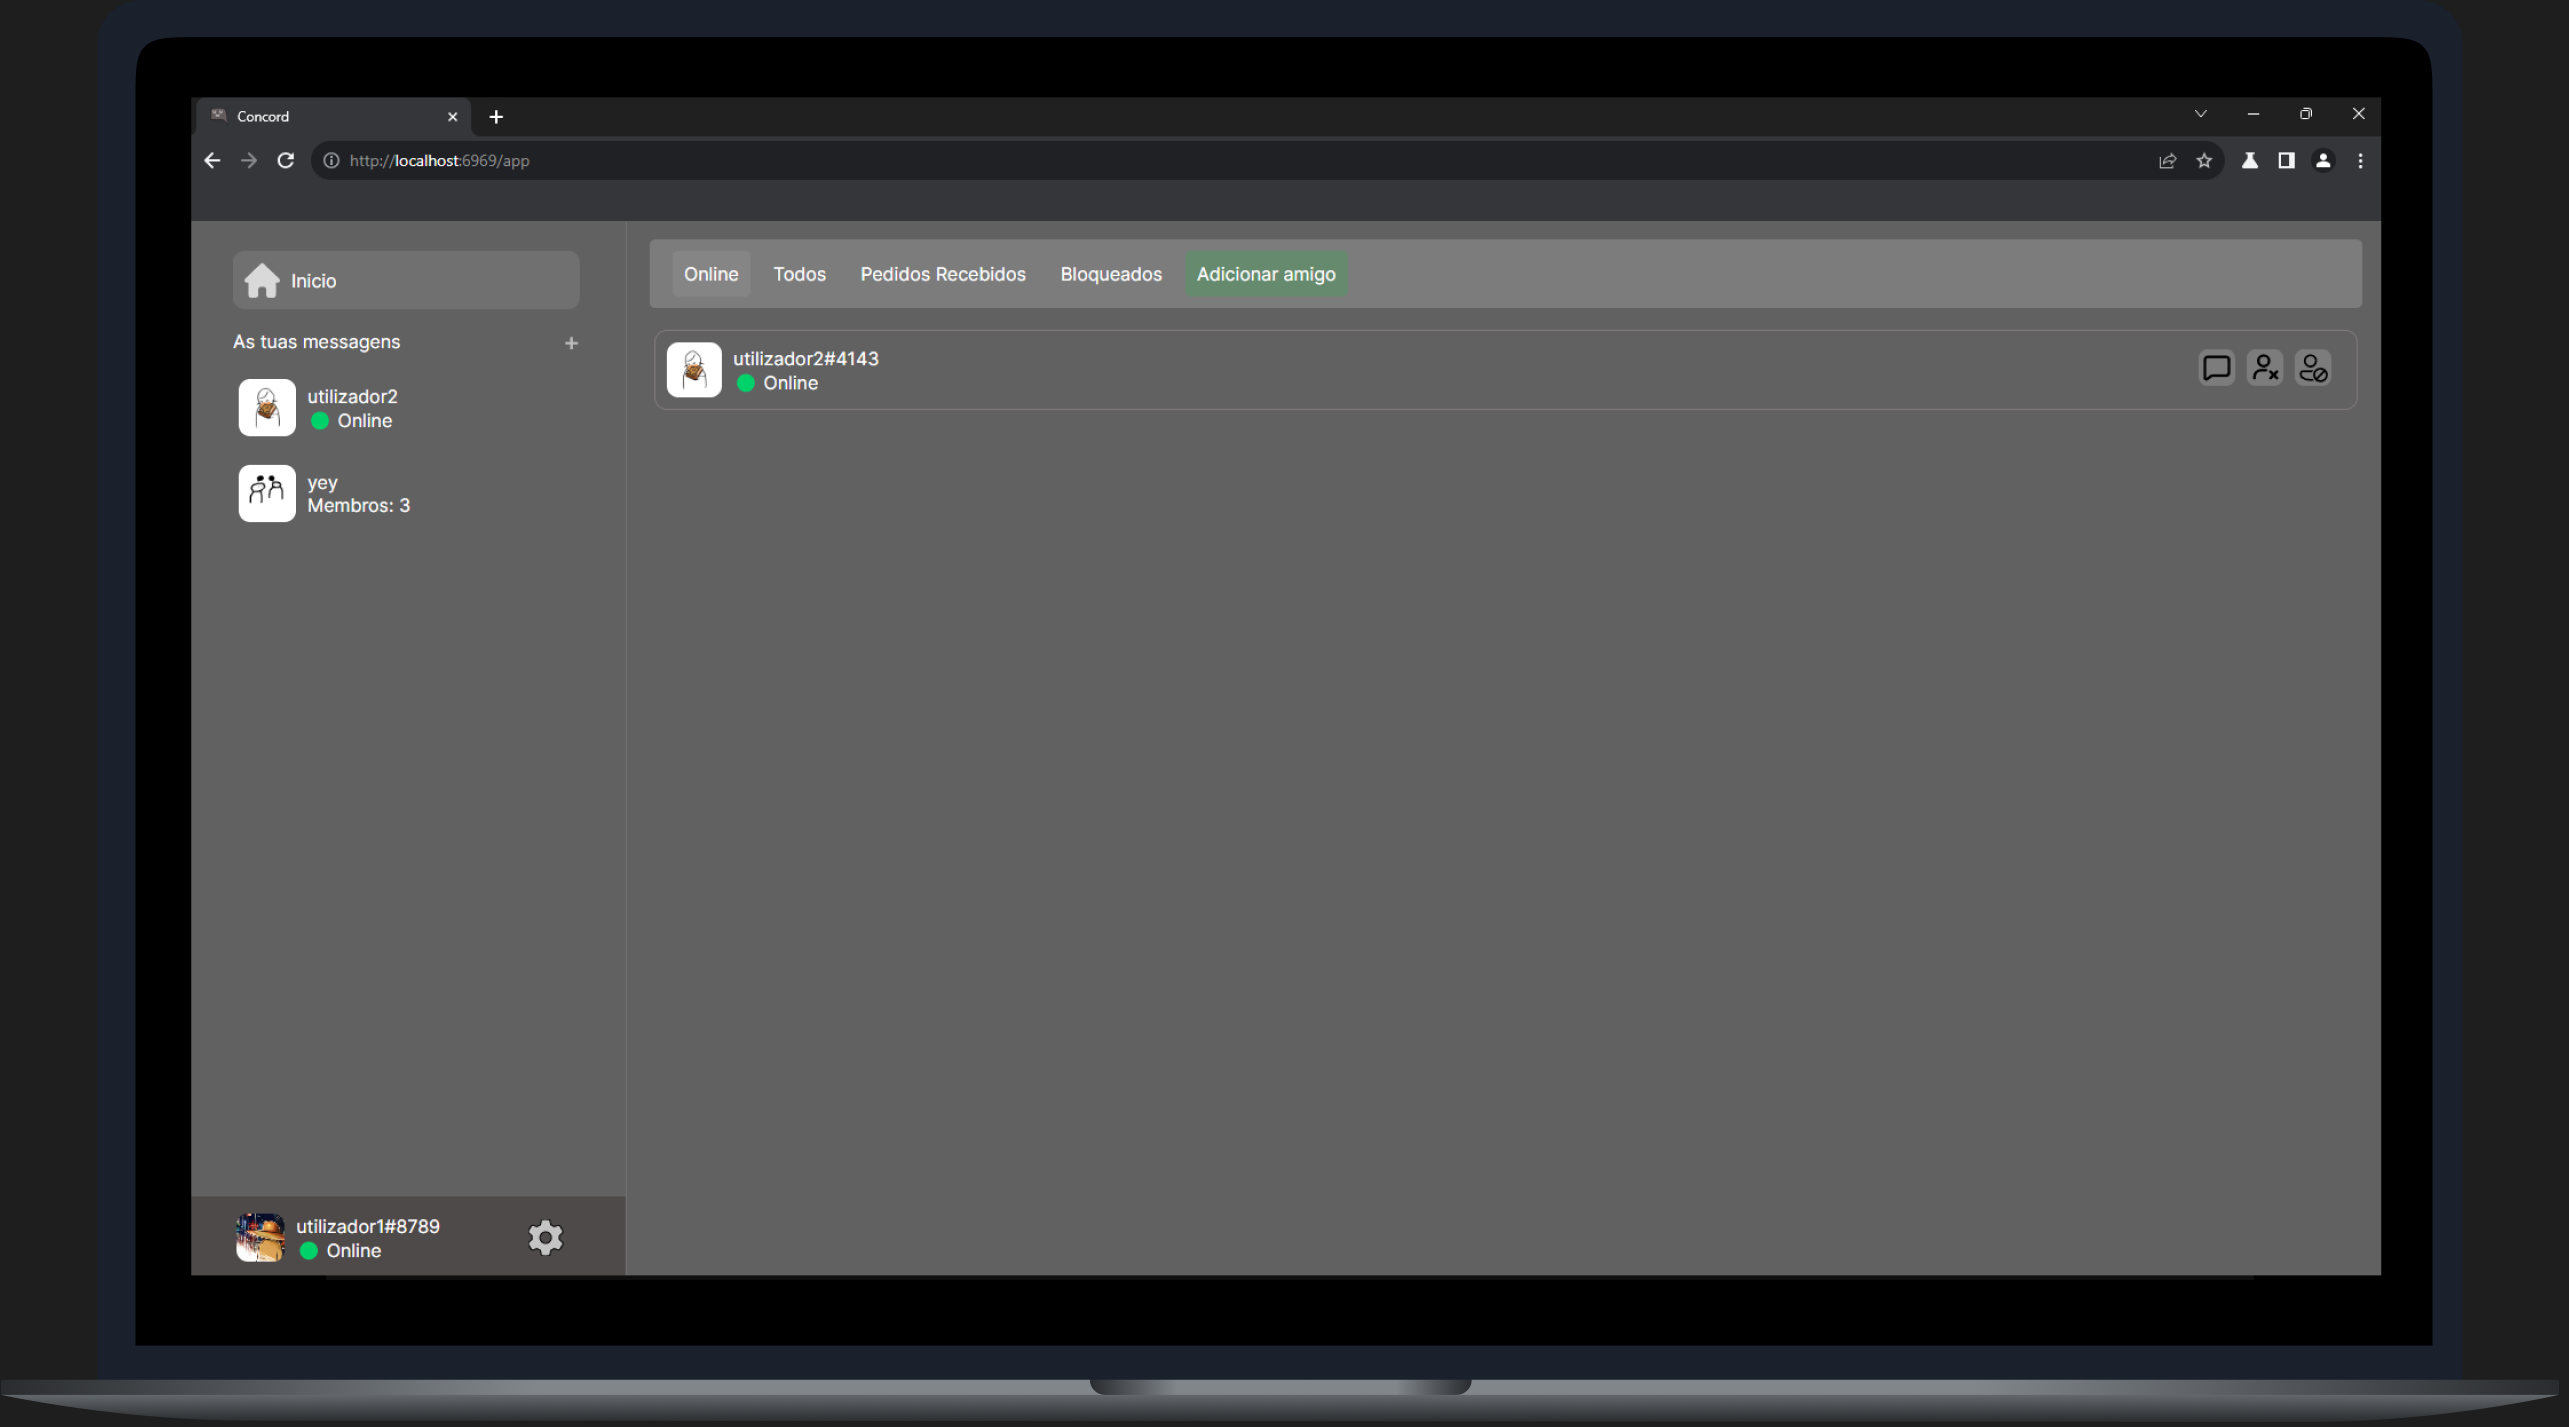 Concord
http://localhost:6969/app
Inicio
As tuas messagens
utilizador2
Online
yey
Membros: 3
utilizador1#8789
Online
Online Todos Pedidos Recebidos Bloqueados Adicionar amigo
utilizador2#4143
Online